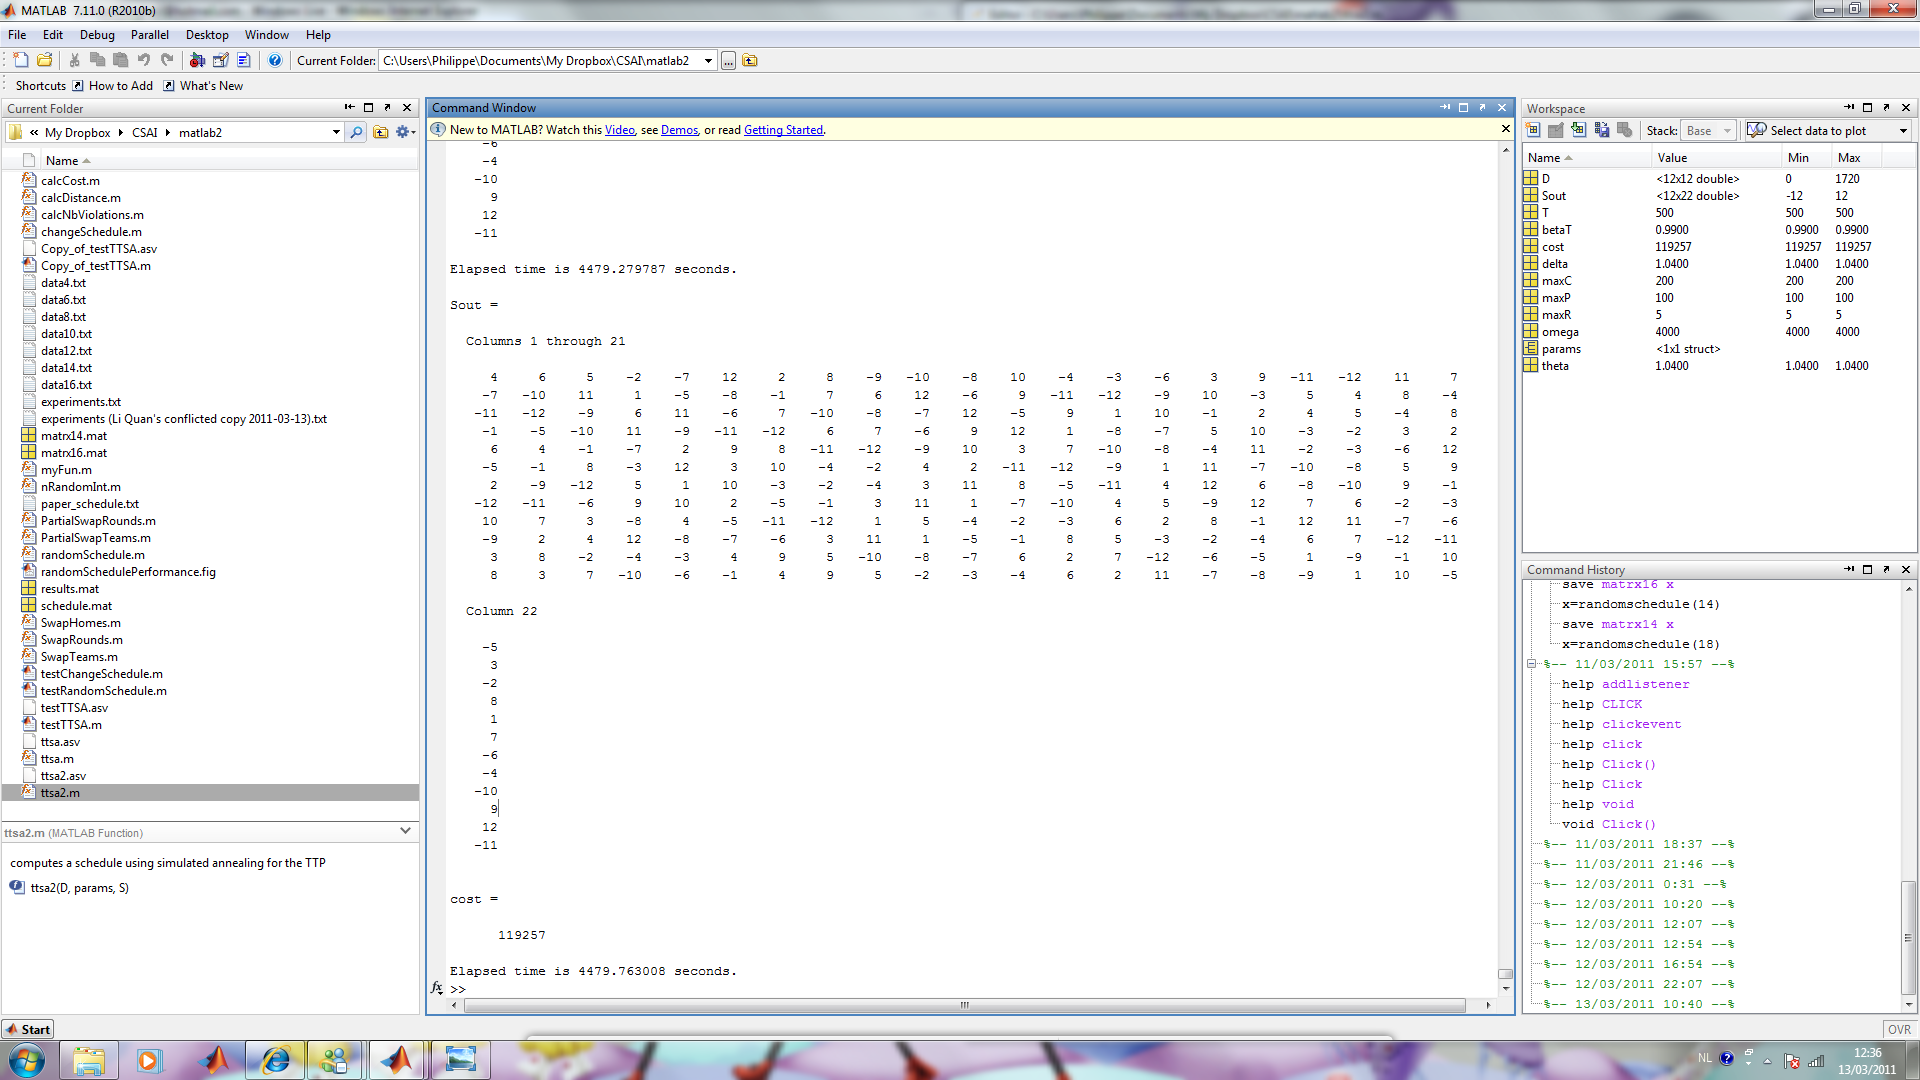 MATLAB 7.11.0 (R2010b)
File Edit Debug Parallel Desktop Window Help
Current Folder: C:\Users\Philippe\Documents\My Dropbox\CSAI\matlab2
Shortcuts How to Add What's New
Current Folder
« My Dropbox CSAI matlab2
Name
calcCost.m
calcDistance.m
calcNbViolations.m
changeSchedule.m
Copy_of_testTTSA.asv
Copy_of_testTTSA.m
data4.txt
data6.txt
data8.txt
data10.txt
data12.txt
data14.txt
data16.txt
experiments.txt
experiments (Li Quan's conflicted copy 2011-03-13).txt
matrx14.mat
matrx16.mat
myFun.m
nRandomInt.m
paper_schedule.txt
PartialSwapRounds.m
PartialSwapTeams.m
randomSchedule.m
randomSchedulePerformance.fig
results.mat
schedule.mat
SwapHomes.m
SwapRounds.m
SwapTeams.m
testChangeSchedule.m
testRandomSchedule.m
testTTSA.asv
testTTSA.m
ttsa.asv
ttsa.m
ttsa2.asv
ttsa2.m
ttsa2.m (MATLAB Function)
computes a schedule using simulated annealing for the TTP
ttsa2(D, params, S)
Command Window
New to MATLAB? Watch this Video, see Demos, or read Getting Started.
-6
-4
-10
9
12
-11
Elapsed time is 4479.279787 seconds.
Sout =
Columns 1 through 21
4 6 5 -2 -7 12 2 8 -9 -10 -8 10 -4 -3 -6 3 9 -11 -12 11 7
-7 -10 11 1 -5 -8 -1 7 6 12 -6 9 -11 -12 -9 10 -3 5 4 8 -4
-11 -12 -9 6 11 -6 7 -10 -8 -7 12 -5 9 1 10 -1 2 4 5 -4 8
-1 -5 -10 11 -9 -11 -12 6 7 -6 9 12 1 -8 -7 5 10 -3 -2 3 2
6 4 -1 -7 2 9 8 -11 -12 -9 10 3 7 -10 -8 -4 11 -2 -3 -6 12
-5 -1 8 -3 12 3 10 -4 -2 4 2 -11 -12 -9 1 11 -7 -10 -8 5 9
2 -9 -12 5 1 10 -3 -2 -4 3 11 8 -5 -11 4 12 6 -8 -10 9 -1
-12 -11 -6 9 10 2 -5 -1 3 11 1 -7 -10 4 5 -9 12 7 6 -2 -3
10 7 3 -8 4 -5 -11 -12 1 5 -4 -2 -3 6 2 8 -1 12 11 -7 -6
-9 2 4 12 -8 -7 -6 3 11 1 -5 -1 8 5 -3 -2 -4 6 7 -12 -11
3 8 -2 -4 -3 4 9 5 -10 -8 -7 6 2 7 -12 -6 -5 1 -9 -1 10
8 3 7 -10 -6 -1 4 9 5 -2 -3 -4 6 2 11 -7 -8 -9 1 10 -5
Column 22
-5
3
-2
8
1
7
-6
-4
-10
9
12
-11
cost =
119257
Elapsed time is 4479.763008 seconds.
fx >>
Workspace
Stack: Base Select data to plot
Name Value Min Max
D <12x12 double> 0 1720
Sout <12x22 double> -12 12
T 500 500 500
betaT 0.9900 0.9900 0.9900
cost 119257 119257 119257
delta 1.0400 1.0400 1.0400
maxC 200 200 200
maxP 100 100 100
maxR 5 5 5
omega 4000 4000 4000
params <1x1 struct>
theta 1.0400 1.0400 1.0400
Command History
save matrx16 x
x=randomschedule(14)
save matrx14 x
x=randomschedule(18)
%-- 11/03/2011 15:57 --%
help addlistener
help CLICK
help clickevent
help click
help Click()
help Click
help void
void Click()
%-- 11/03/2011 18:37 --%
%-- 11/03/2011 21:46 --%
%-- 12/03/2011 0:31 --%
%-- 12/03/2011 10:20 --%
%-- 12/03/2011 12:07 --%
%-- 12/03/2011 12:54 --%
%-- 12/03/2011 16:54 --%
%-- 12/03/2011 22:07 --%
%-- 13/03/2011 10:40 --%
Start
OVR
NL
12:36
13/03/2011